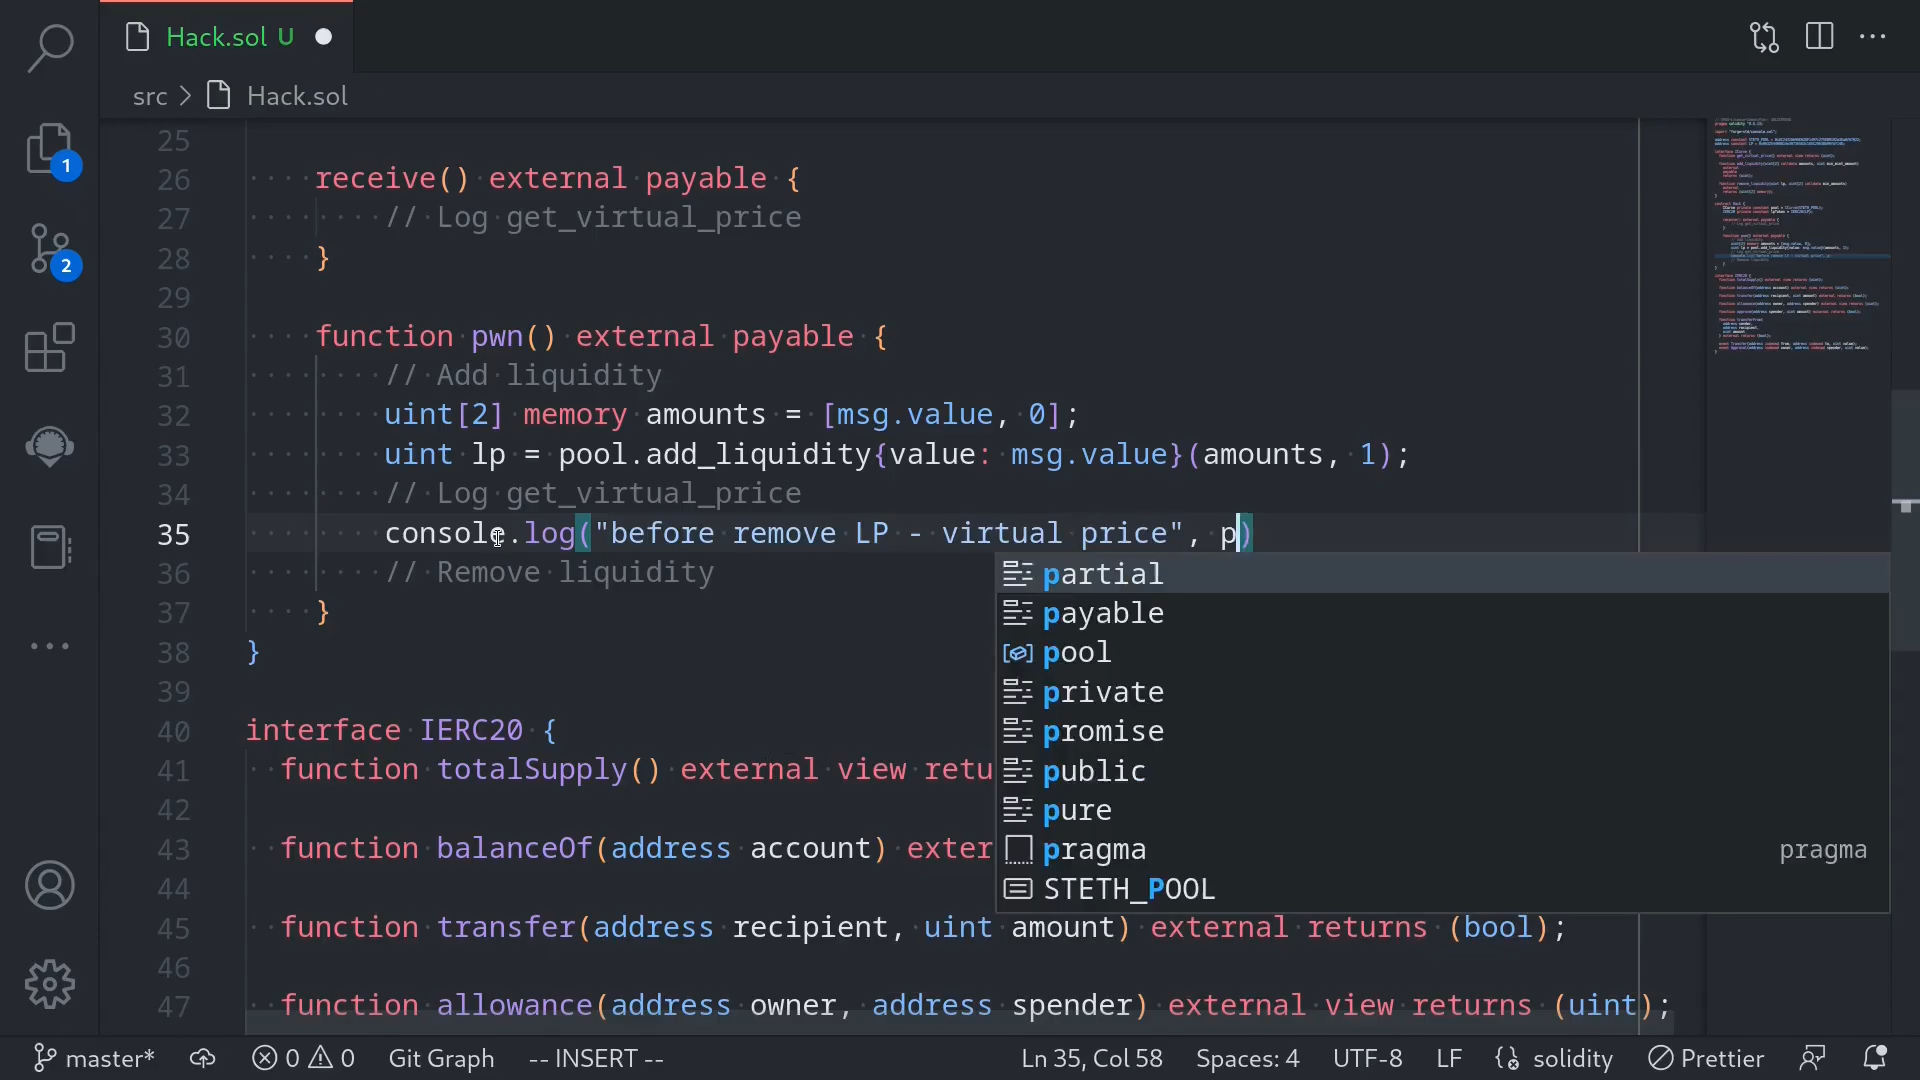 Hack.sol U
src > Hack.sol
25
26 receive() external payable {
27 // Log get_virtual_price
28 }
29
30 function pwn() external payable {
31 // Add liquidity
32 uint[2] memory amounts = [msg.value, 0];
33 uint lp = pool.add_liquidity{value: msg.value}(amounts, 1);
34 // Log get_virtual_price
35 console.log("before remove LP - virtual price", p)
36 // Remove liquidity
37 }
38 }
39
40 interface IERC20 {
41 function totalSupply() external view retu
42
43 function balanceOf(address account) exter
44
45 function transfer(address recipient, uint amount) external returns (bool);
46
47 function allowance(address owner, address spender) external view returns (uint);
partial
payable
pool
private
promise
public
pure
pragma pragma
STETH_POOL
1
2
master* 0 0 Git Graph -- INSERT -- Ln 35, Col 58 Spaces: 4 UTF-8 LF solidity Prettier